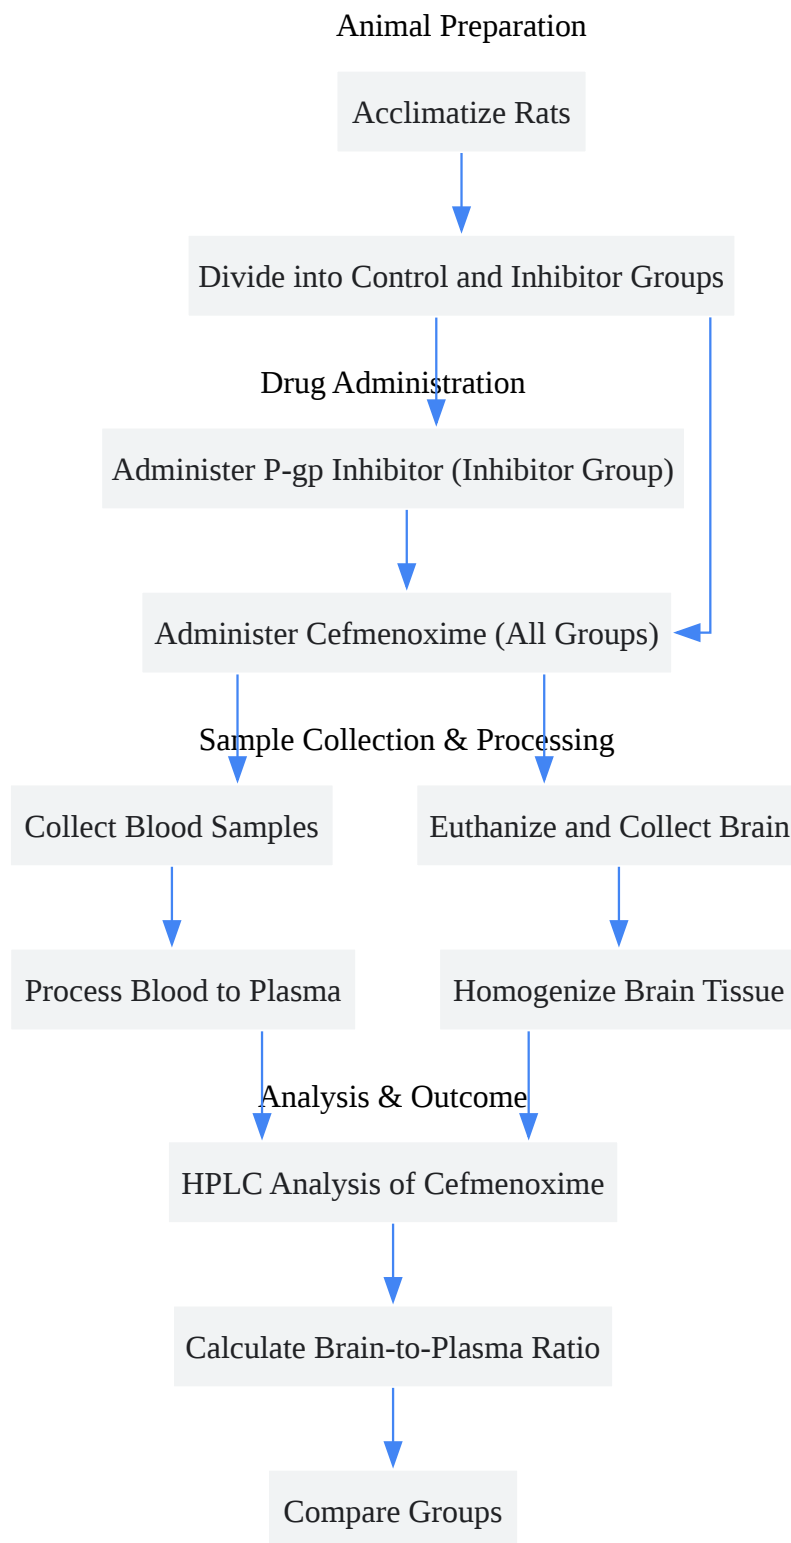 Animal Preparation
Acclimatize Rats
Divide into Control and Inhibitor Groups
Drug Administration
Administer P-gp Inhibitor (Inhibitor Group)
Administer Cefmenoxime (All Groups)
Sample Collection & Processing
Collect Blood Samples
Euthanize and Collect Brain
Process Blood to Plasma
Homogenize Brain Tissue
Analysis & Outcome
HPLC Analysis of Cefmenoxime
Calculate Brain-to-Plasma Ratio
Compare Groups